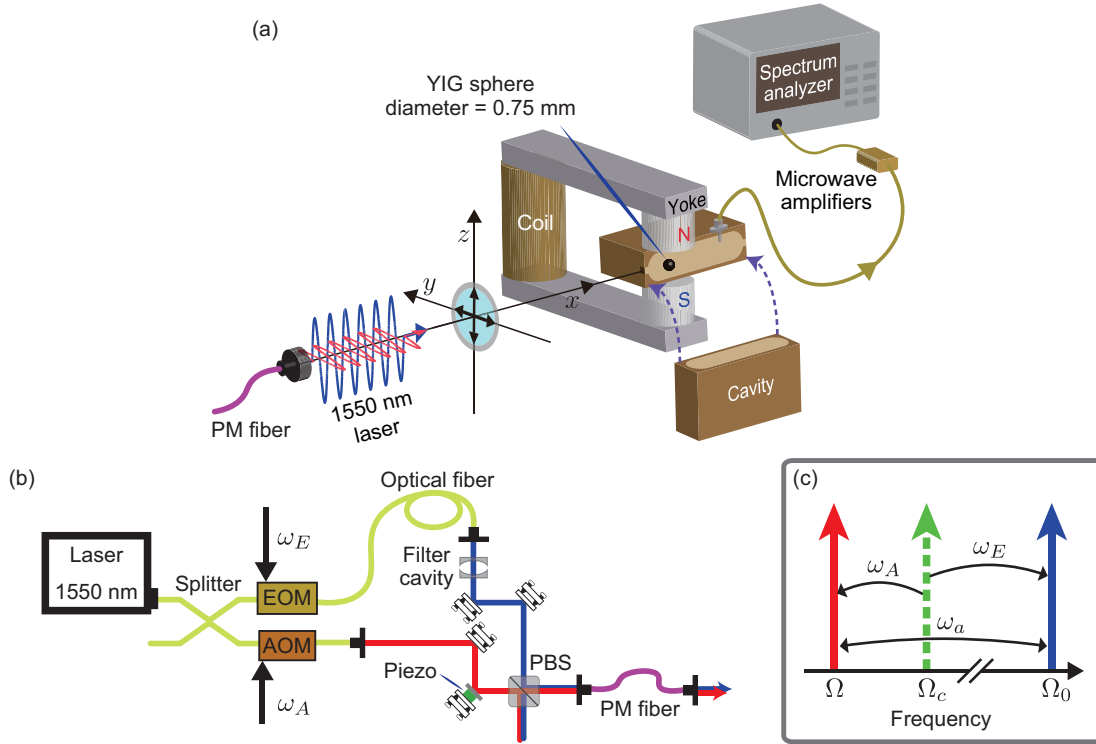 (a)
YIG sphere
diameter = 0.75 mm
Spectrum
analyzer
Microwave
amplifiers
Yoke
Coil
N
S
z
y
x
1550 nm
laser
PM fiber
Cavity
(b)
Optical fiber
ω_E
Laser
1550 nm
Splitter
EOM
AOM
Filter
cavity
Piezo
PBS
PM fiber
ω_A
(c)
ω_A
ω_E
ω_a
Ω
Ω_c
Ω_0
Frequency